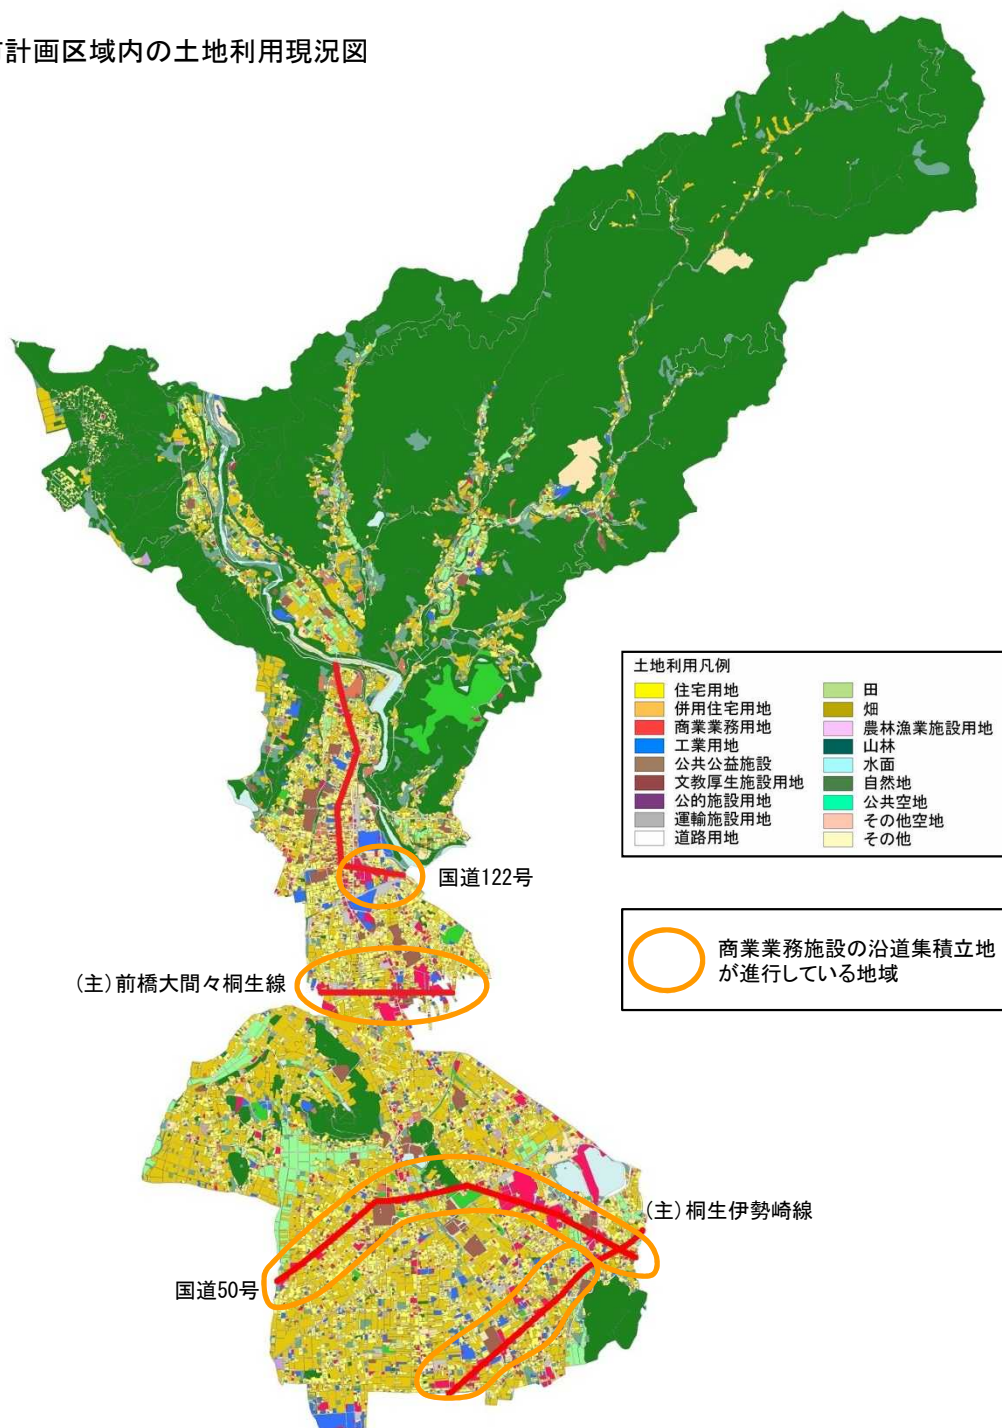 計画区域内の土地利用現況図
土地利用凡例
住宅用地
併用住宅用地
商業業務用地
工業用地
公共公益施設
文教厚生施設用地
公的施設用地
運輸施設用地
道路用地
田
畑
農林漁業施設用地
山林
水面
自然地
公共空地
その他空地
その他
国道122号
商業業務施設の沿道集積立地
が進行している地域
(主)前橋大間々桐生線
(主)桐生伊勢崎線
国道50号